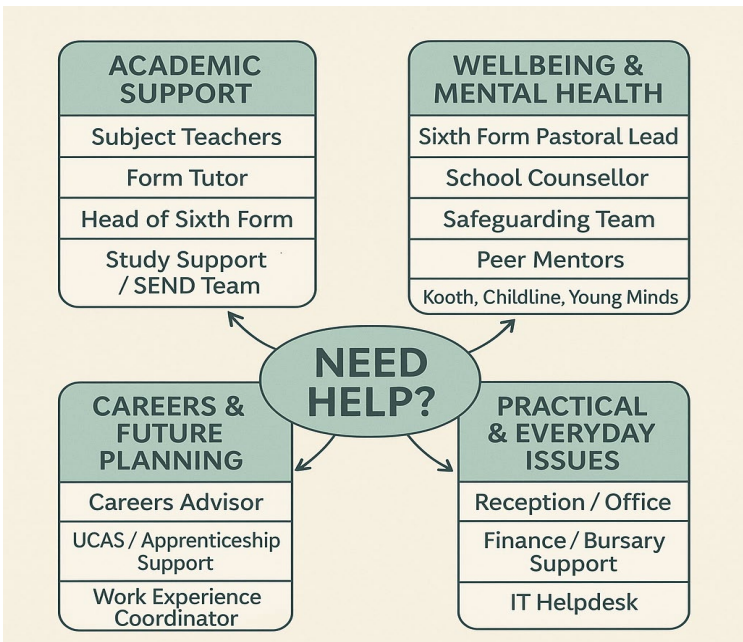 ACADEMIC
SUPPORT
Subject Teachers
Form Tutor
Head of Sixth Form
Study Support
/ SEND Team
WELLBEING &
MENTAL HEALTH
Sixth Form Pastoral Lead
School Counsellor
Safeguarding Team
Peer Mentors
Kooth, Childline, Young Minds
NEED
HELP?
CAREERS &
FUTURE
PLANNING
Careers Advisor
UCAS / Apprenticeship
Support
Work Experience
Coordinator
PRACTICAL
& EVERYDAY
ISSUES
Reception / Office
Finance / Bursary
Support
IT Helpdesk